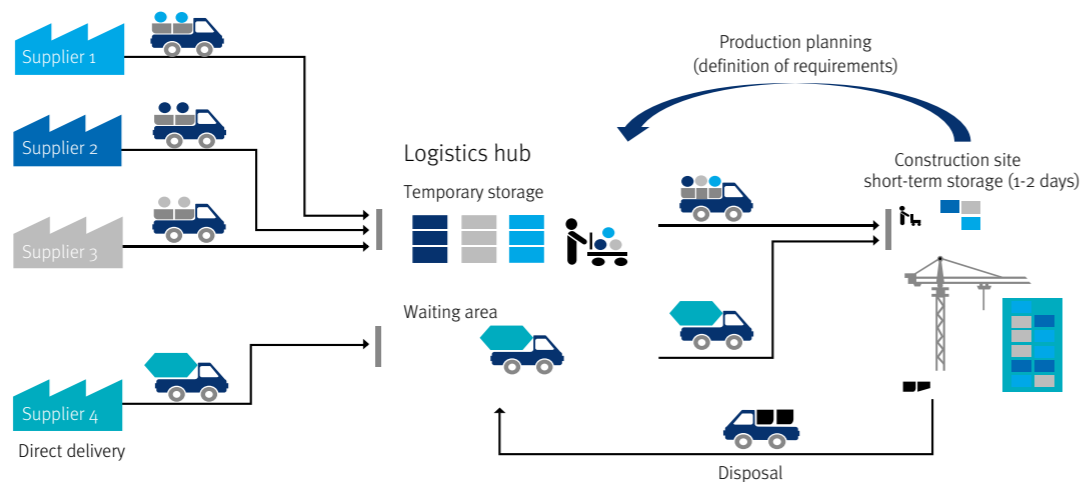 Supplier 1
Supplier 2
Supplier 3
Supplier 4
Direct delivery
Logistics hub
Temporary storage
Waiting area
Production planning
(definition of requirements)
Construction site
short-term storage (1-2 days)
Disposal